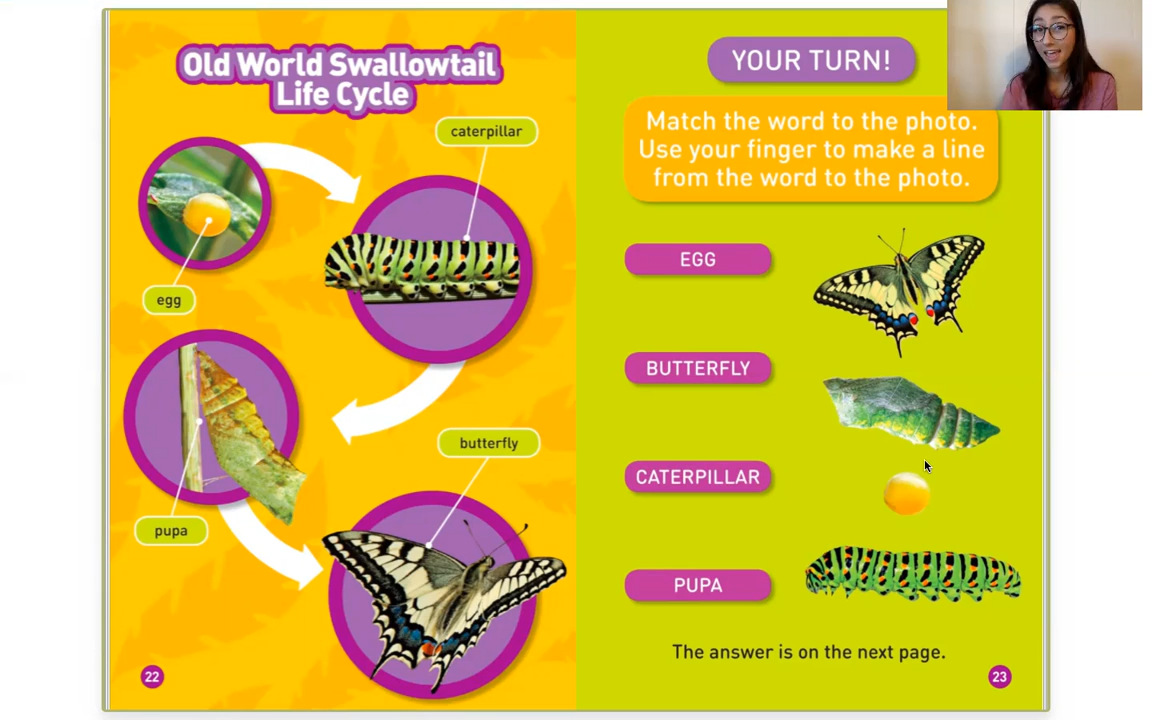 Old World Swallowtail
Life Cycle
caterpillar
egg
butterfly
pupa
22
YOUR TURN!
Match the word to the photo.
Use your finger to make a line
from the word to the photo.
EGG
BUTTERFLY
CATERPILLAR
PUPA
The answer is on the next page.
23